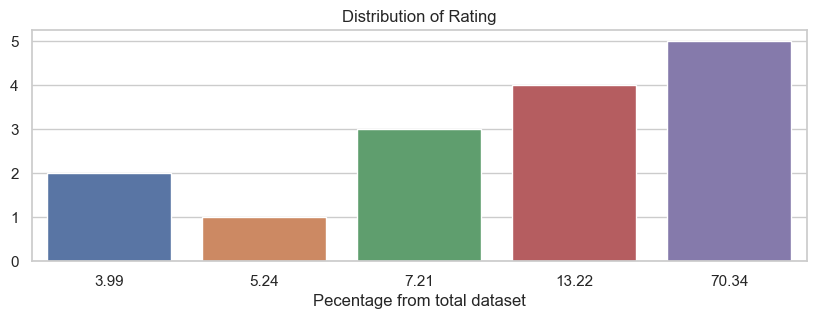 Distribution of Rating
5
4
3
2
1
0
3.99 5.24 7.21 13.22 70.34
Pecentage from total dataset